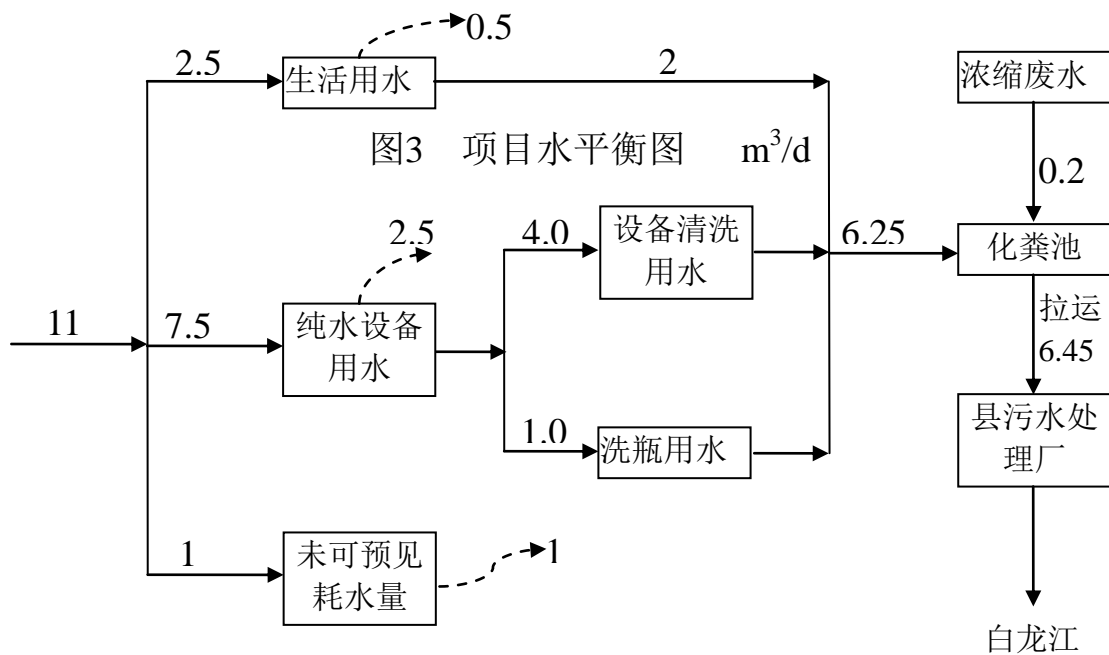 0.5
2.5
生活用水
2
浓缩废水
图3 项目水平衡图 m³/d
0.2
2.5
4.0
设备清洗
用水
6.25
化粪池
11
7.5
纯水设备
用水
拉运
6.45
1.0
洗瓶用水
县污水处
理厂
1
未可预见
耗水量
1
白龙江